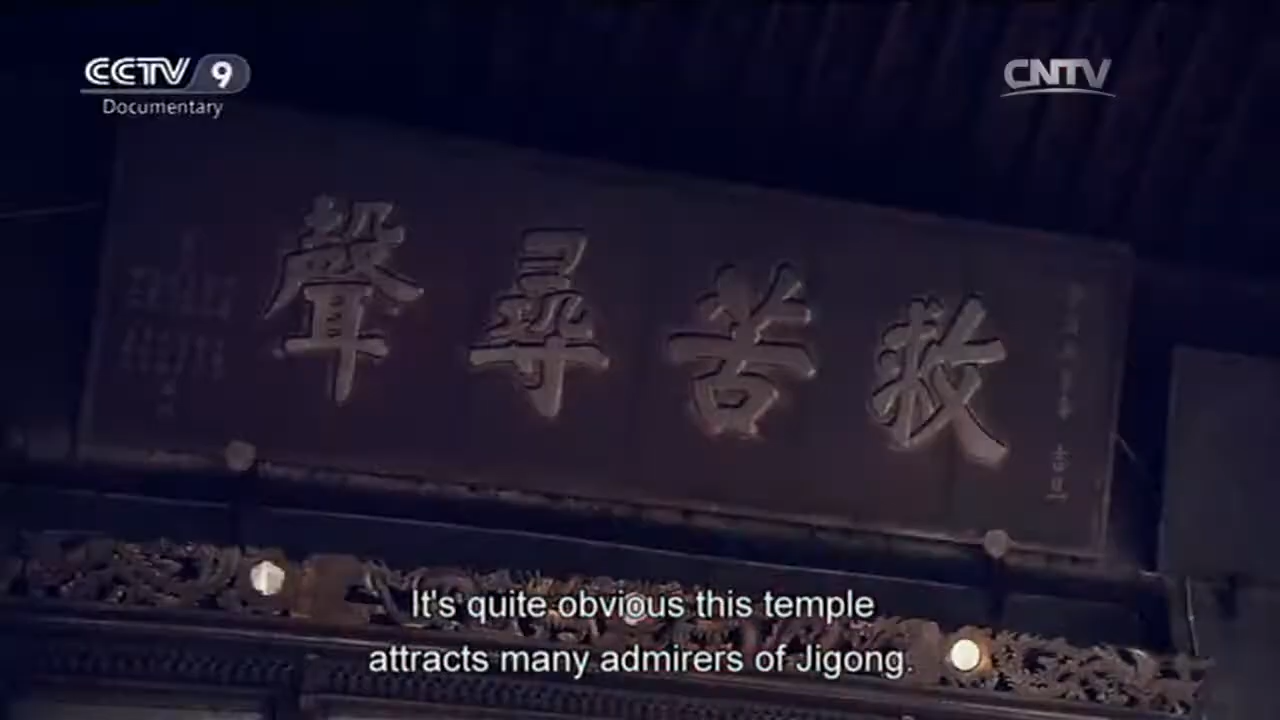 CCTV 9
Documentary
CNTV
救苦尋聲
It's quite obvious this temple
attracts many admirers of Jigong.